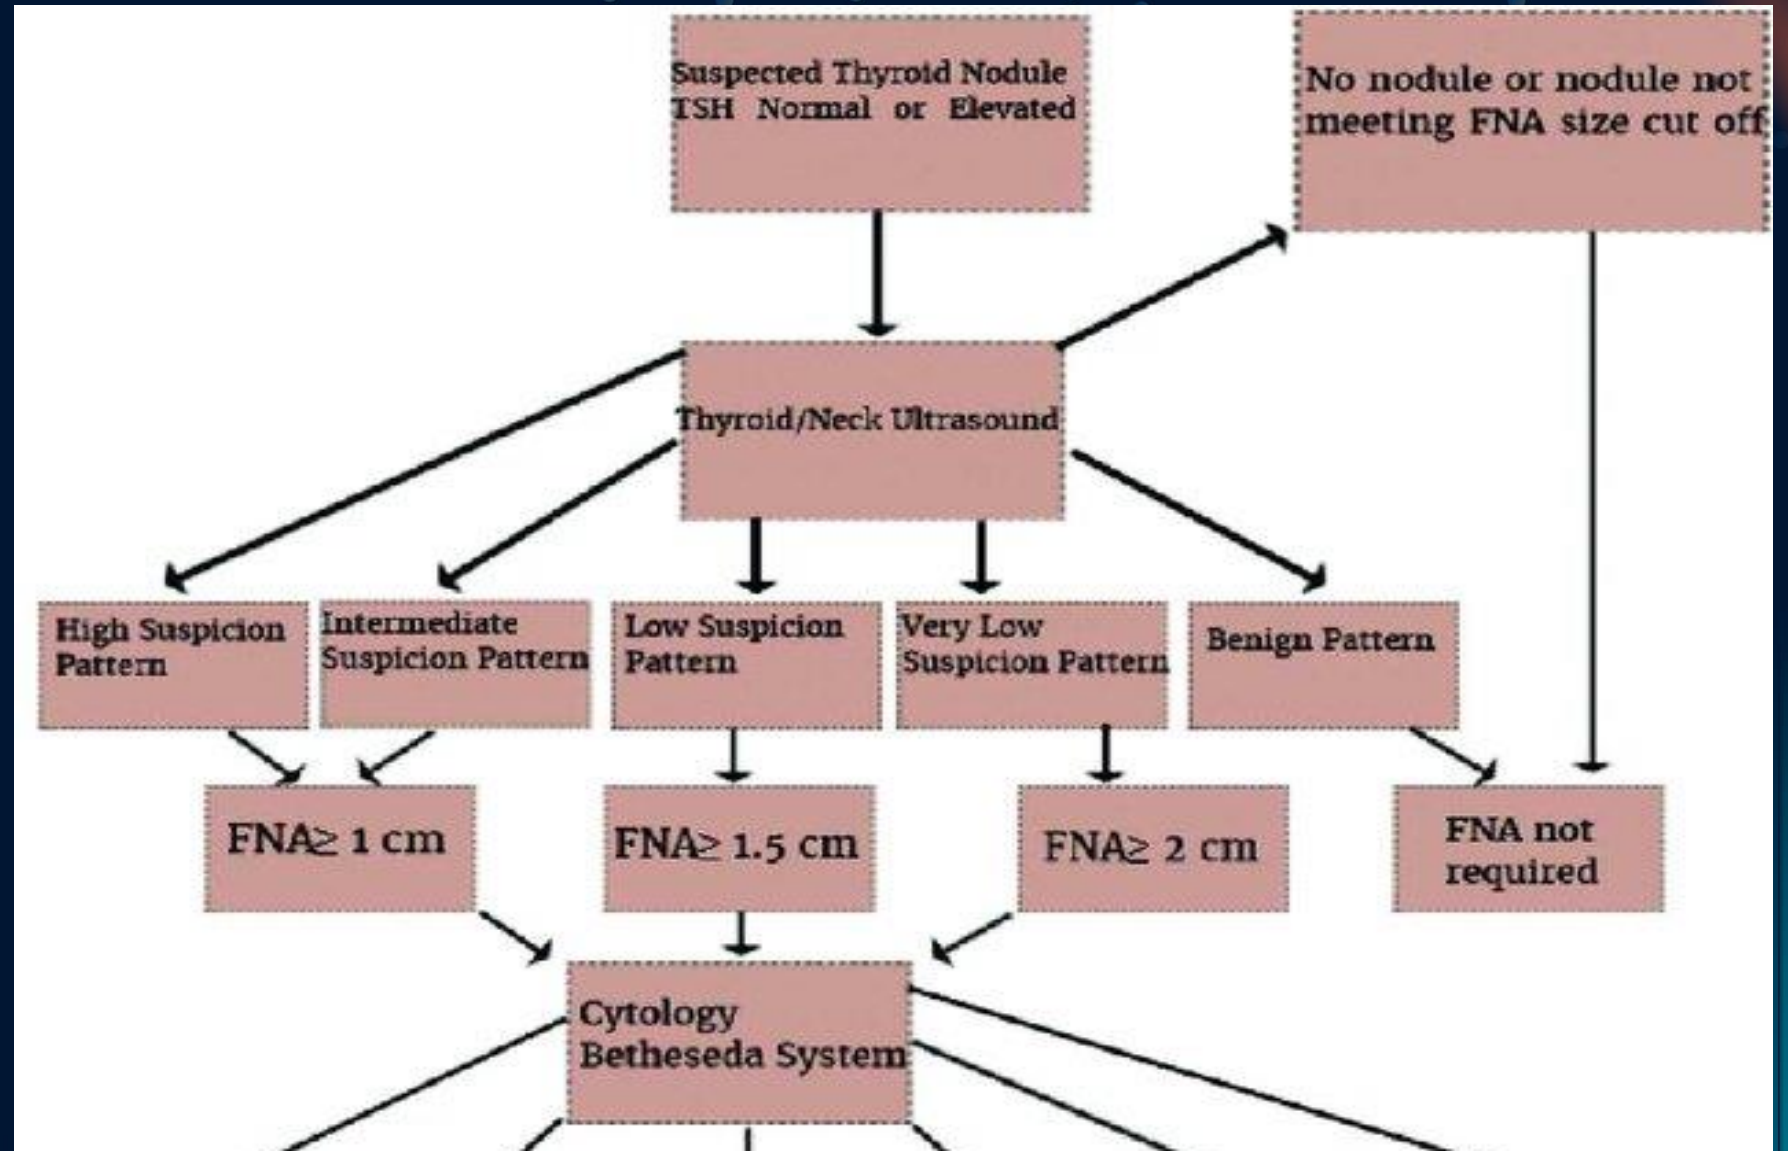 Suspected Thyroid Nodule
TSH Normal or Elevated
No nodule or nodule not
meeting FNA size cut off
Thyroid/Neck Ultrasound
High Suspicion
Pattern
Intermediate
Suspicion Pattern
Low Suspicion
Pattern
Very Low
Suspicion Pattern
Benign Pattern
FNA≥ 1 cm
FNA≥ 1.5 cm
FNA≥ 2 cm
FNA not
required
Cytology
Betheseda System